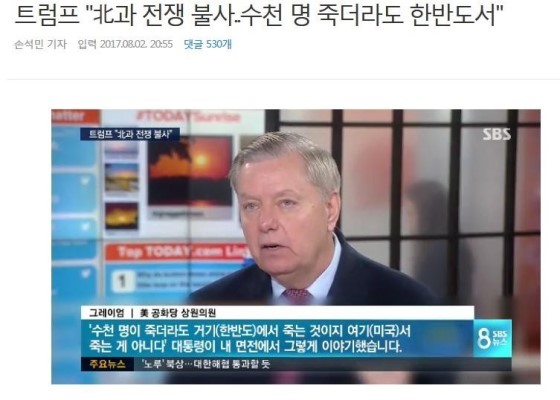 트럼프 "北과 전쟁 불사..수천 명 죽더라도 한반도서"
손석민 기자 입력 2017.08.02. 20:55 댓글 530개
#TODAYSunrise
트럼프 "北과 전쟁 불사"
SBS
Top TODAY.com
1
그레이엄 | 美 공화당 상원의원
'수천 명이 죽더라도 거기(한반도)에서 죽는 것이지 여기(미국)서
죽는 게 아니다' 대통령이 내 면전에서 그렇게 이야기했습니다.
8 SBS 뉴스
주요뉴스 '노루' 북상…대한해협 통과할 듯